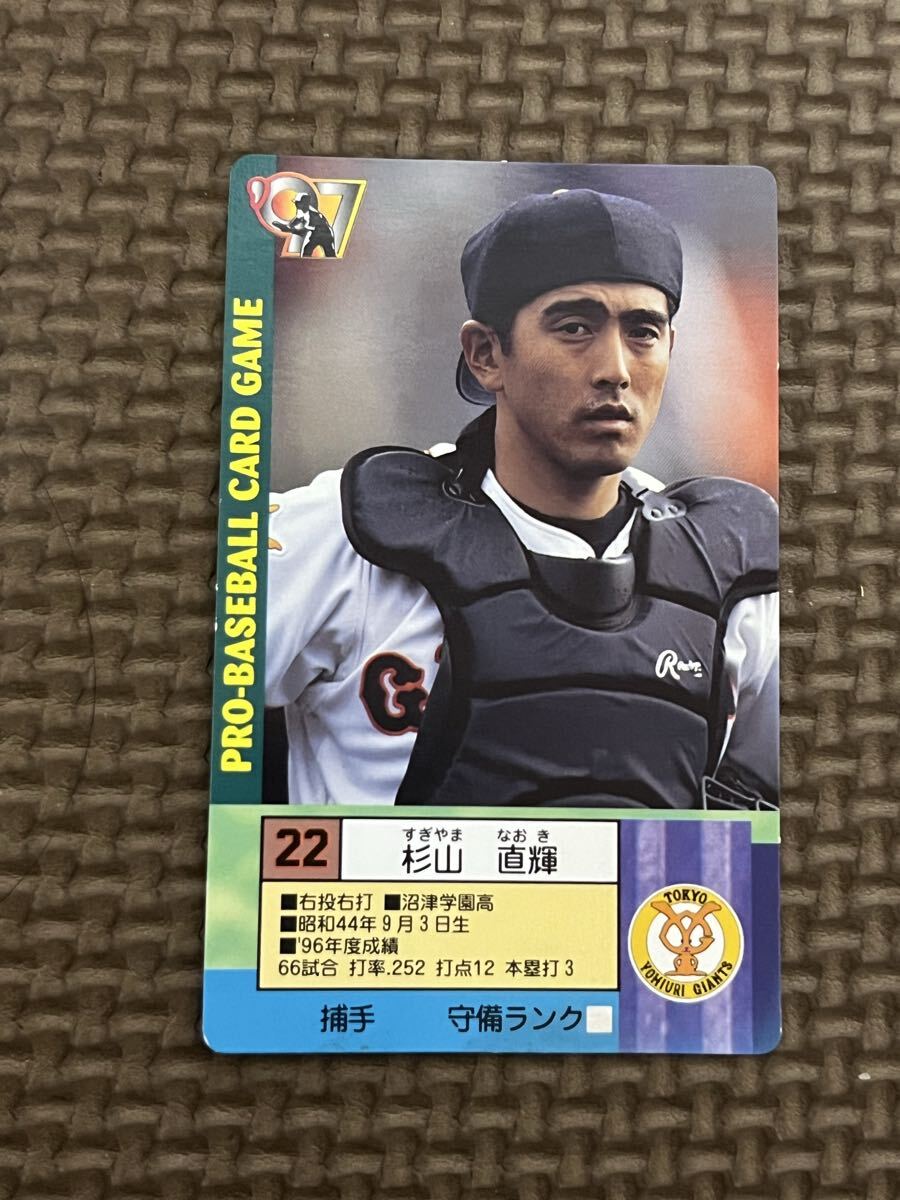 '97
PRO-BASEBALL CARD GAME
22
すぎやま なおき
杉山 直輝
■右投右打 ■沼津学園高
■昭和44年9月3日生
■'96年度成績
66試合 打率.252 打点12 本塁打3
TOKYO
YOMIURI GIANTS
捕手 守備ランク